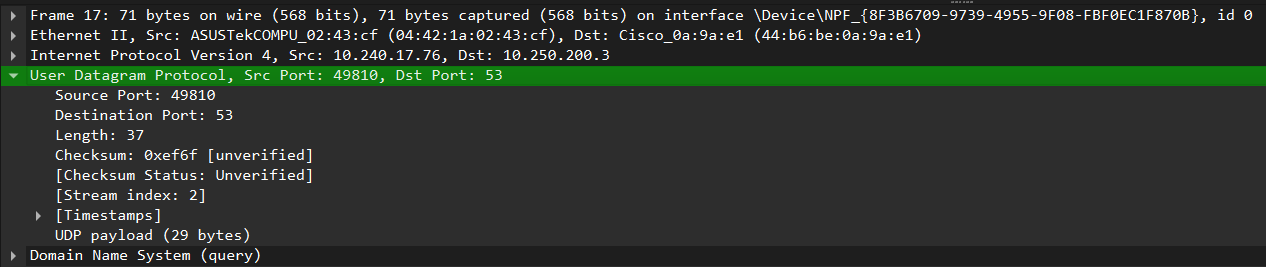 Frame 17: 71 bytes on wire (568 bits), 71 bytes captured (568 bits) on interface \Device\NPF_{8F3B6709-9739-4955-9F08-FBF0EC1F870B}, id 0
Ethernet II, Src: ASUSTekCOMPU_02:43:cf (04:42:1a:02:43:cf), Dst: Cisco_0a:9a:e1 (44:b6:be:0a:9a:e1)
Internet Protocol Version 4, Src: 10.240.17.76, Dst: 10.250.200.3
User Datagram Protocol, Src Port: 49810, Dst Port: 53
Source Port: 49810
Destination Port: 53
Length: 37
Checksum: 0xef6f [unverified]
[Checksum Status: Unverified]
[Stream index: 2]
[Timestamps]
UDP payload (29 bytes)
Domain Name System (query)